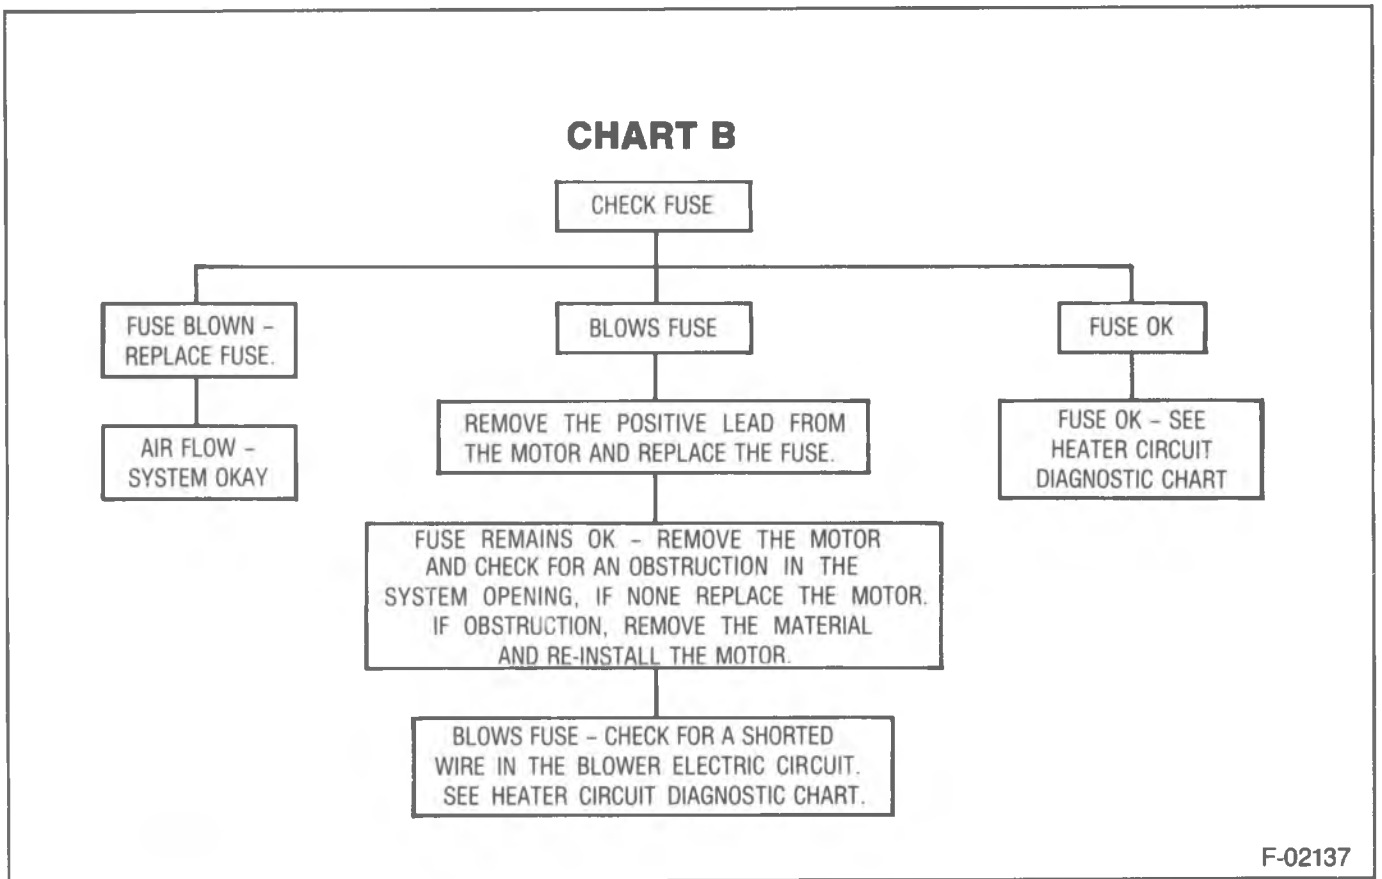 CHART B
CHECK FUSE
FUSE BLOWN –
REPLACE FUSE.
AIR FLOW –
SYSTEM OKAY
BLOWS FUSE
REMOVE THE POSITIVE LEAD FROM
THE MOTOR AND REPLACE THE FUSE.
FUSE REMAINS OK – REMOVE THE MOTOR
AND CHECK FOR AN OBSTRUCTION IN THE
SYSTEM OPENING, IF NONE REPLACE THE MOTOR.
IF OBSTRUCTION, REMOVE THE MATERIAL
AND RE-INSTALL THE MOTOR.
BLOWS FUSE – CHECK FOR A SHORTED
WIRE IN THE BLOWER ELECTRIC CIRCUIT.
SEE HEATER CIRCUIT DIAGNOSTIC CHART.
FUSE OK
FUSE OK – SEE
HEATER CIRCUIT
DIAGNOSTIC CHART
F-02137